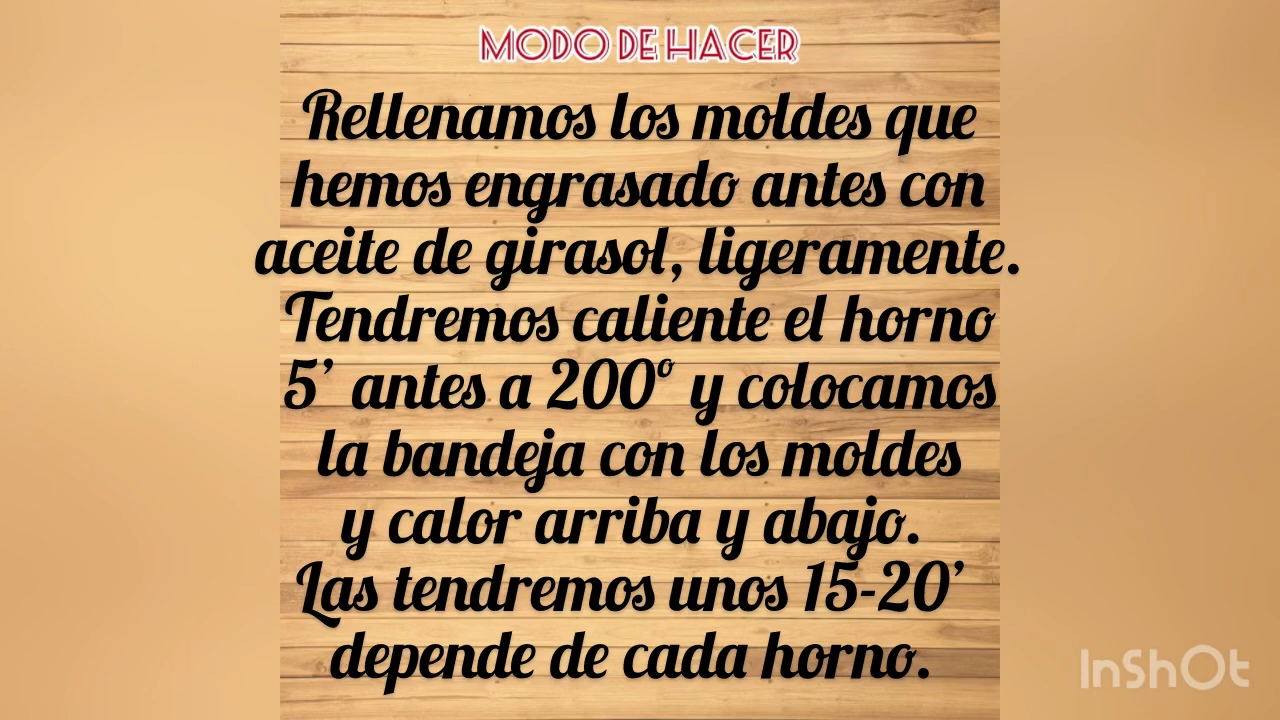 MODO DE HACER
Rellenamos los moldes que
hemos engrasado antes con
aceite de girasol, ligeramente.
Tendremos caliente el horno
5’ antes a 200º y colocamos
la bandeja con los moldes
y calor arriba y abajo.
Las tendremos unos 15-20’
depende de cada horno.
InShOt